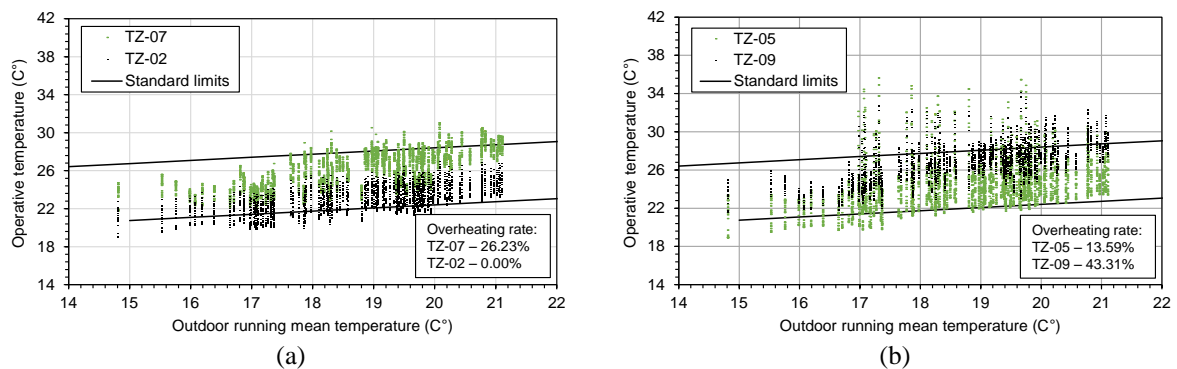 42
38
34
30
26
22
18
14
Operative temperature (C°)
TZ-07
TZ-02
Standard limits
Overheating rate:
TZ-07 – 26.23%
TZ-02 – 0.00%
14 15 16 17 18 19 20 21 22
Outdoor running mean temperature (C°)
(a)
42
38
34
30
26
22
18
14
Operative temperature (C°)
TZ-05
TZ-09
Standard limits
Overheating rate:
TZ-05 – 13.59%
TZ-09 – 43.31%
14 15 16 17 18 19 20 21 22
Outdoor running mean temperature (C°)
(b)